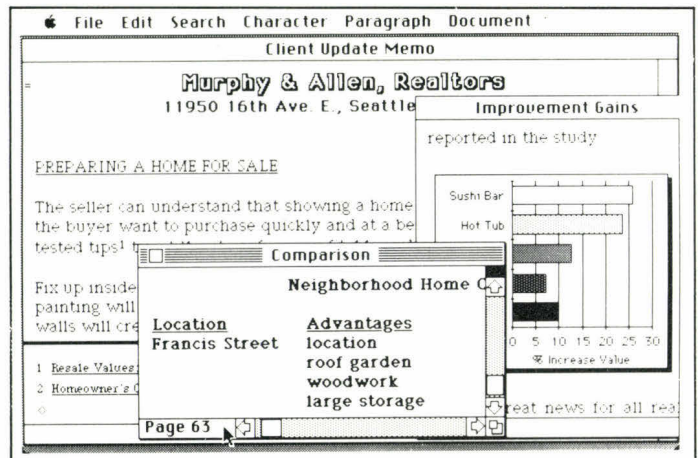 File Edit Search Character Paragraph Document
Client Update Memo
Murphy & Allen, Realtors
11950 16th Ave. E., Seattle
PREPARING A HOME FOR SALE
The seller can understand that showing a home
the buyer want to purchase quickly and at a be
tested tips¹
Fix up inside
painting will
walls will cre
1 Resale Values
2 Homeowner's
Improvement Gains
reported in the study
Sushi Bar
Hot Tub
0 5 10 15 20 25 30
% Increase Value
reat news for all rea
Comparison
Neighborhood Home
Location Advantages
Francis Street location
roof garden
woodwork
large storage
Page 63